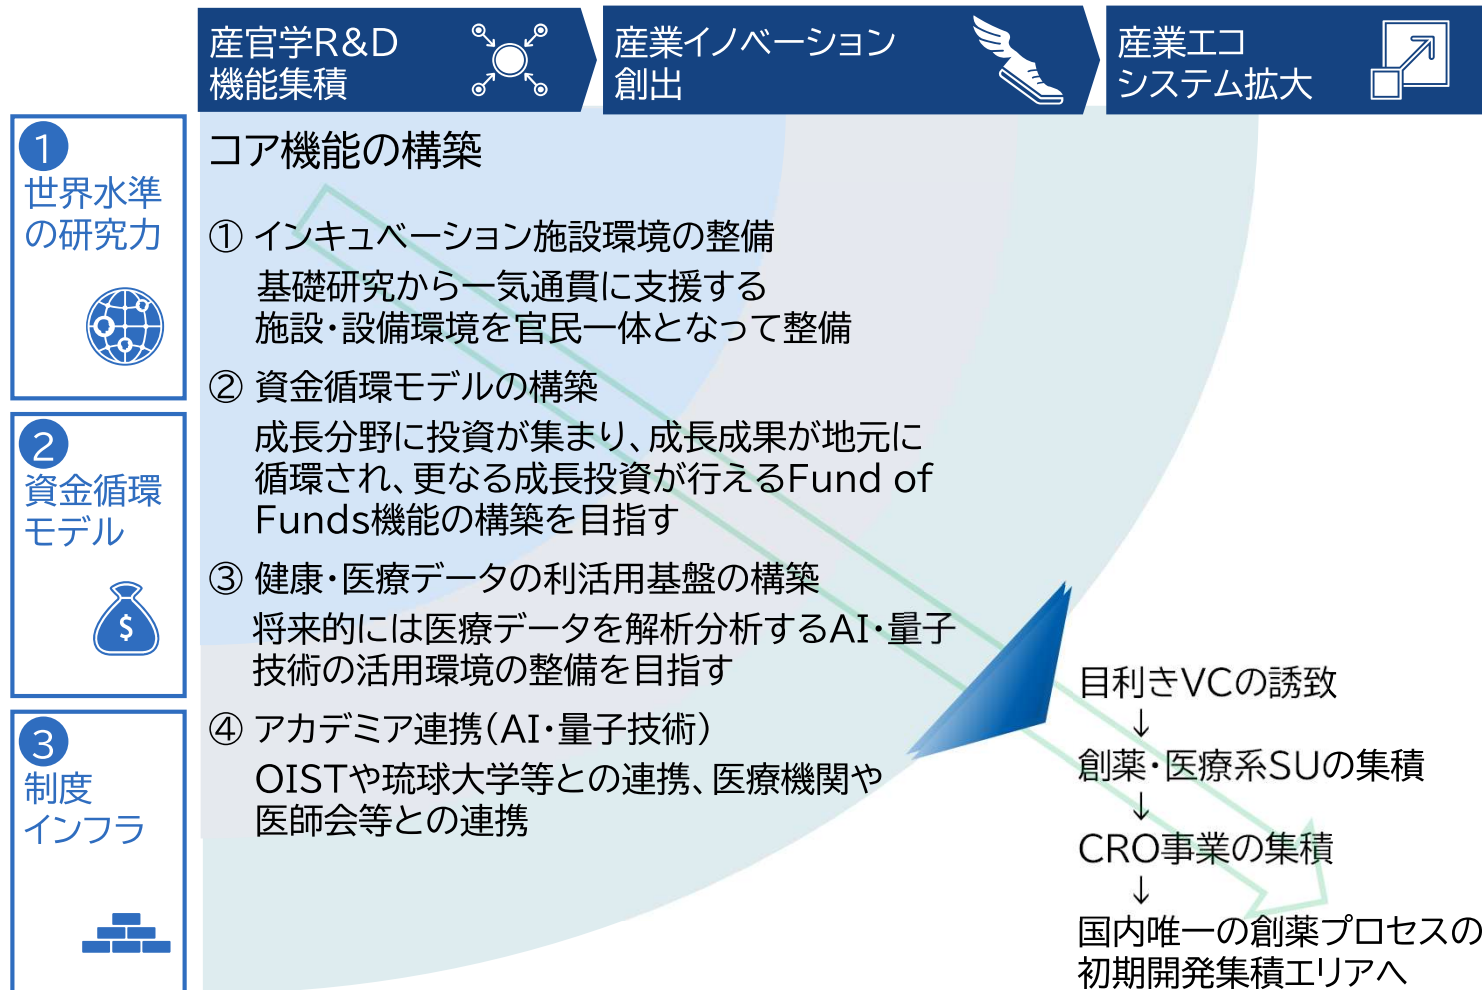 産官学R&D
機能集積
産業イノベーション
創出
産業エコ
システム拡大
1
世界水準
の研究力
2
資金循環
モデル
$
3
制度
インフラ
コア機能の構築
① インキュベーション施設環境の整備
基礎研究から一気通貫に支援する
施設・設備環境を官民一体となって整備
② 資金循環モデルの構築
成長分野に投資が集まり、成長成果が地元に
循環され、更なる成長投資が行えるFund of
Funds機能の構築を目指す
③ 健康・医療データの利活用基盤の構築
将来的には医療データを解析分析するAI・量子
技術の活用環境の整備を目指す
④ アカデミア連携(AI・量子技術)
OISTや琉球大学等との連携、医療機関や
医師会等との連携
目利きVCの誘致
↓
創薬・医療系SUの集積
↓
CRO事業の集積
↓
国内唯一の創薬プロセスの
初期開発集積エリアへ